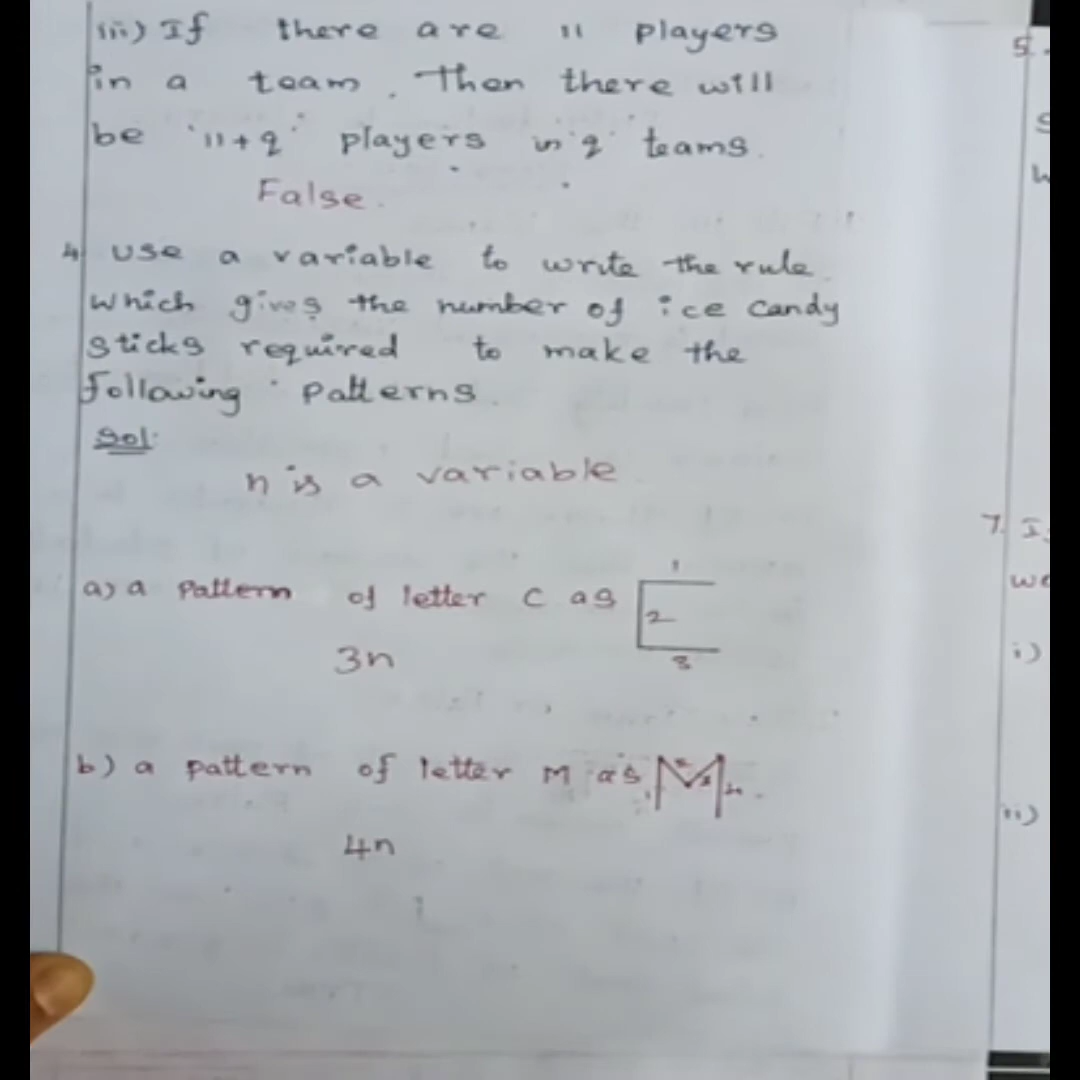 iii) If there are 11 players
in a team. Then there will
be '11+q' players in 'q' teams.
False.
4 use a variable to write the rule
which gives the number of ice candy
sticks required to make the
following patterns.
Sol:
n is a variable
a) a pattern of letter C as
1
2
3
3n
b) a pattern of letter M as
4n
5.
7. I
we
i)
ii)